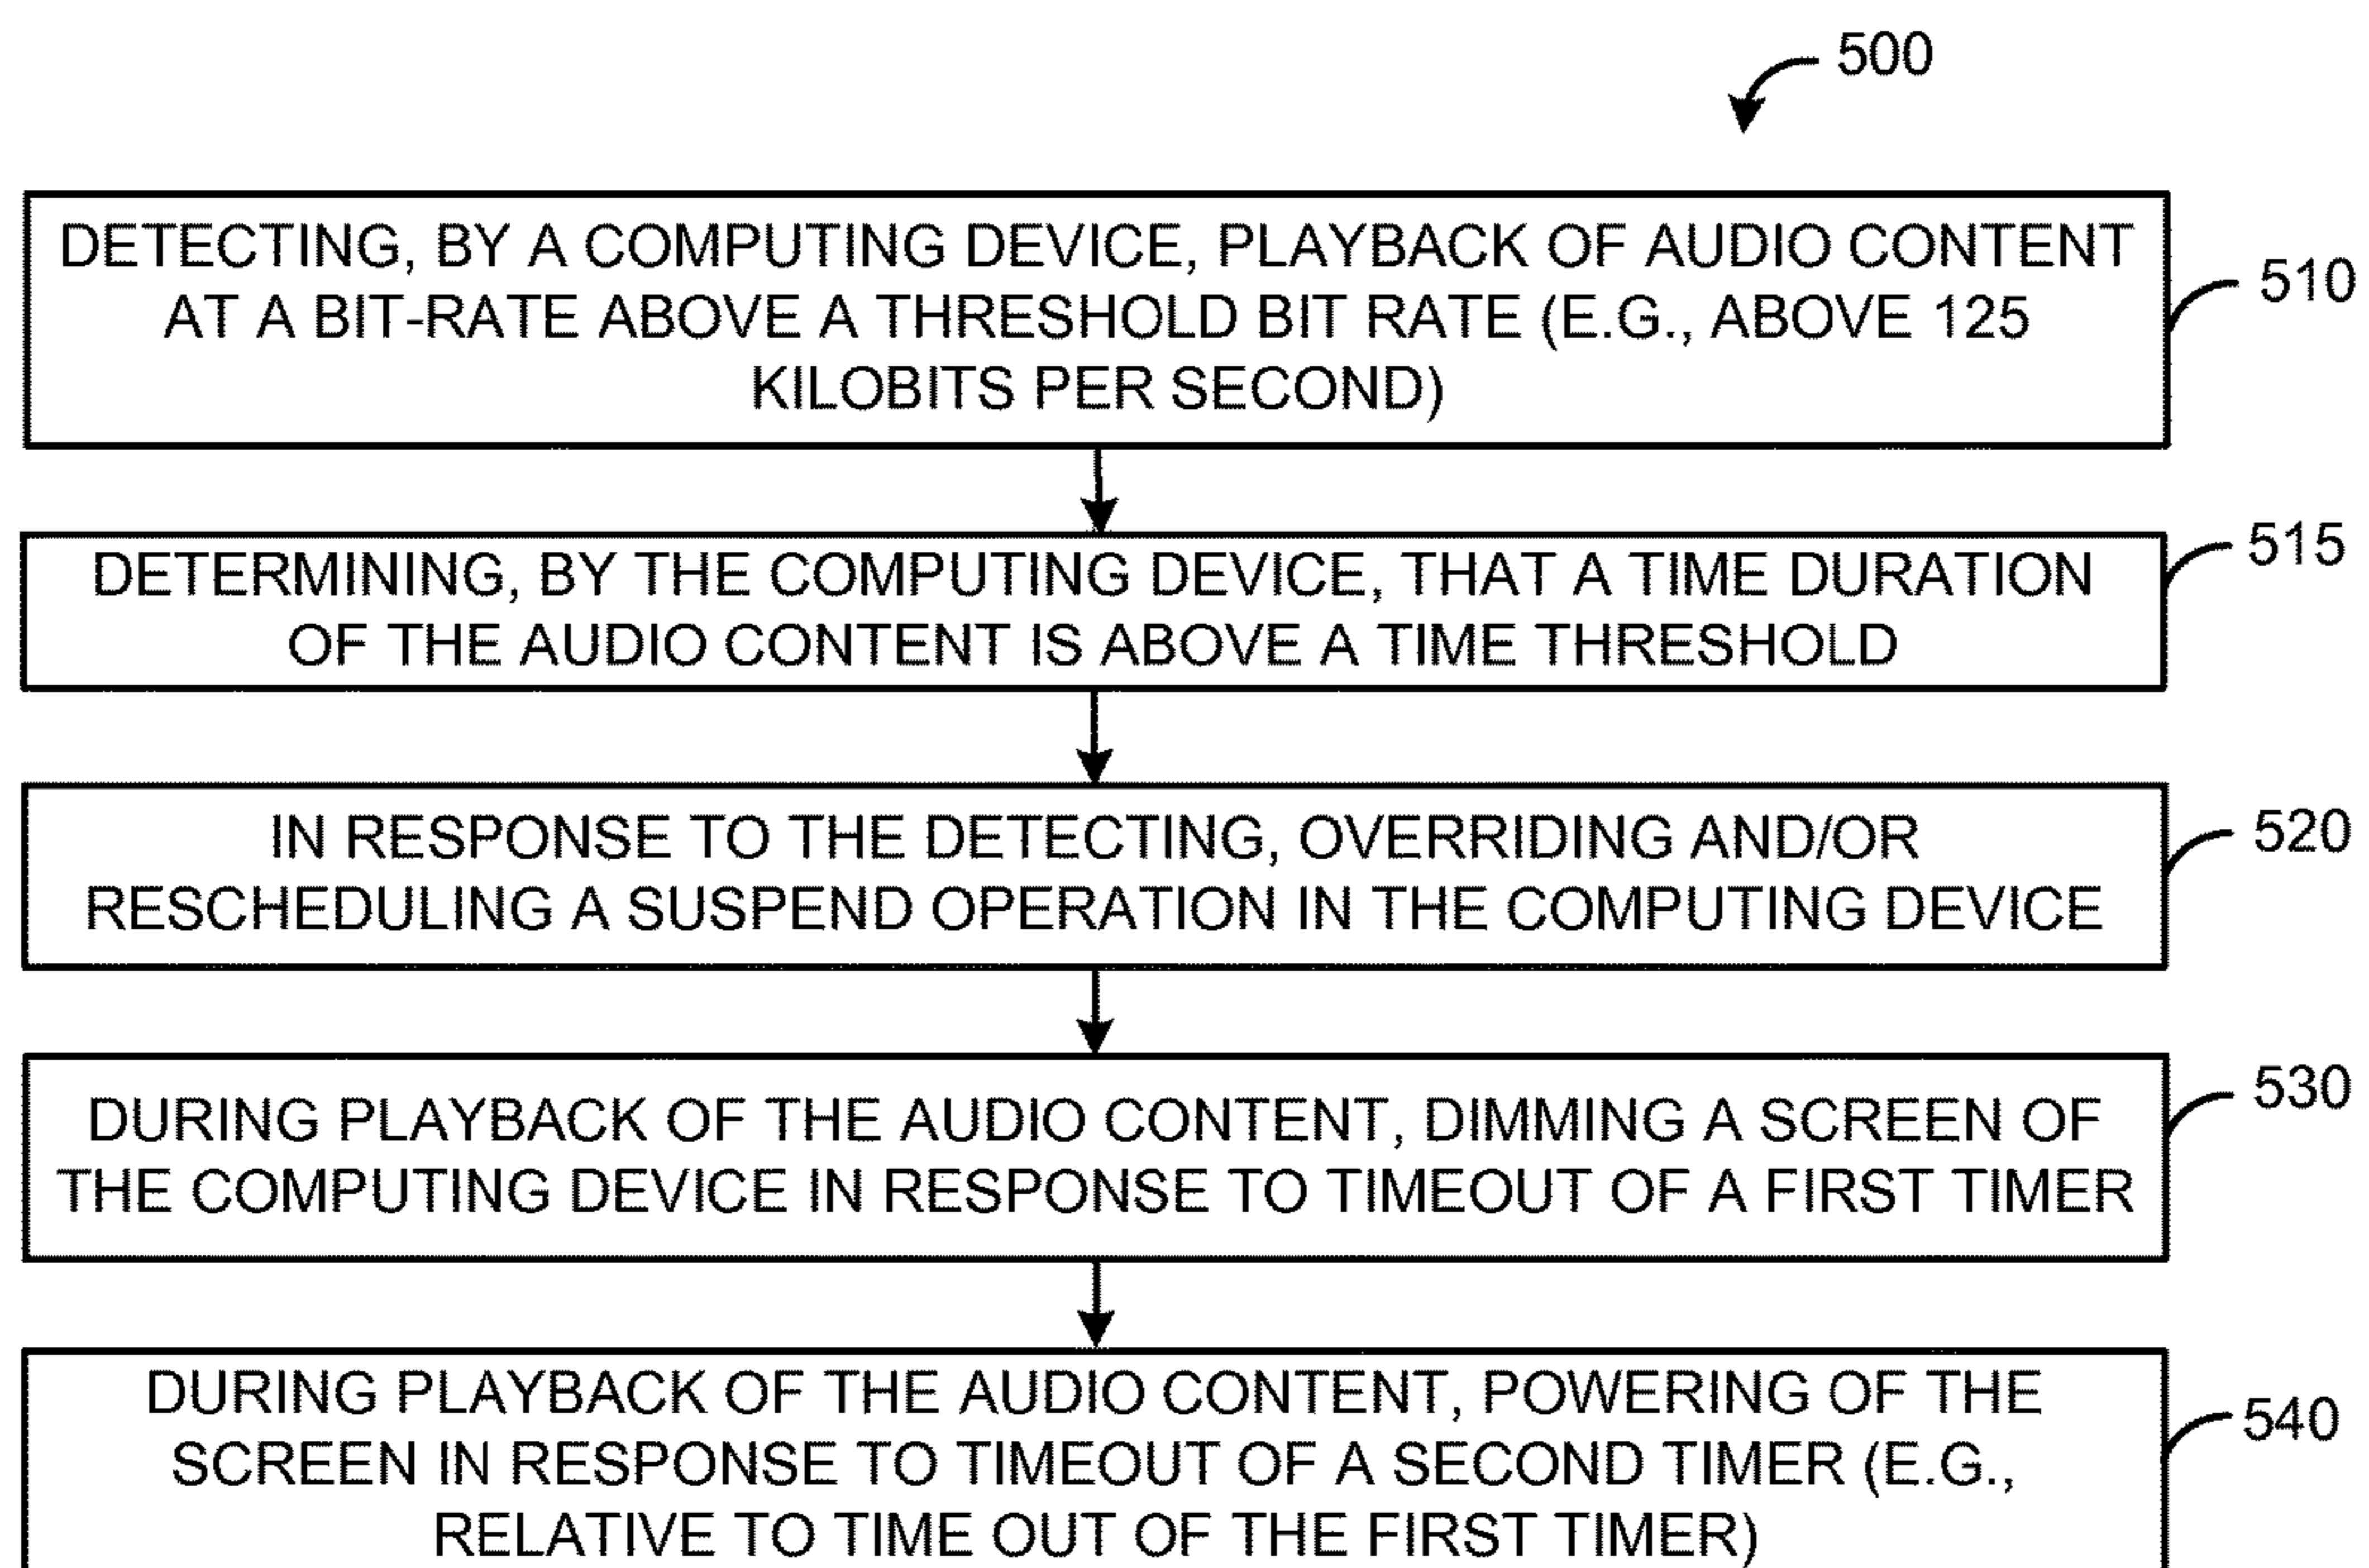 500
DETECTING, BY A COMPUTING DEVICE, PLAYBACK OF AUDIO CONTENT
AT A BIT-RATE ABOVE A THRESHOLD BIT RATE (E.G., ABOVE 125
KILOBITS PER SECOND)
510
DETERMINING, BY THE COMPUTING DEVICE, THAT A TIME DURATION
OF THE AUDIO CONTENT IS ABOVE A TIME THRESHOLD
515
IN RESPONSE TO THE DETECTING, OVERRIDING AND/OR
RESCHEDULING A SUSPEND OPERATION IN THE COMPUTING DEVICE
520
DURING PLAYBACK OF THE AUDIO CONTENT, DIMMING A SCREEN OF
THE COMPUTING DEVICE IN RESPONSE TO TIMEOUT OF A FIRST TIMER
530
DURING PLAYBACK OF THE AUDIO CONTENT, POWERING OF THE
SCREEN IN RESPONSE TO TIMEOUT OF A SECOND TIMER (E.G.,
RELATIVE TO TIME OUT OF THE FIRST TIMER)
540